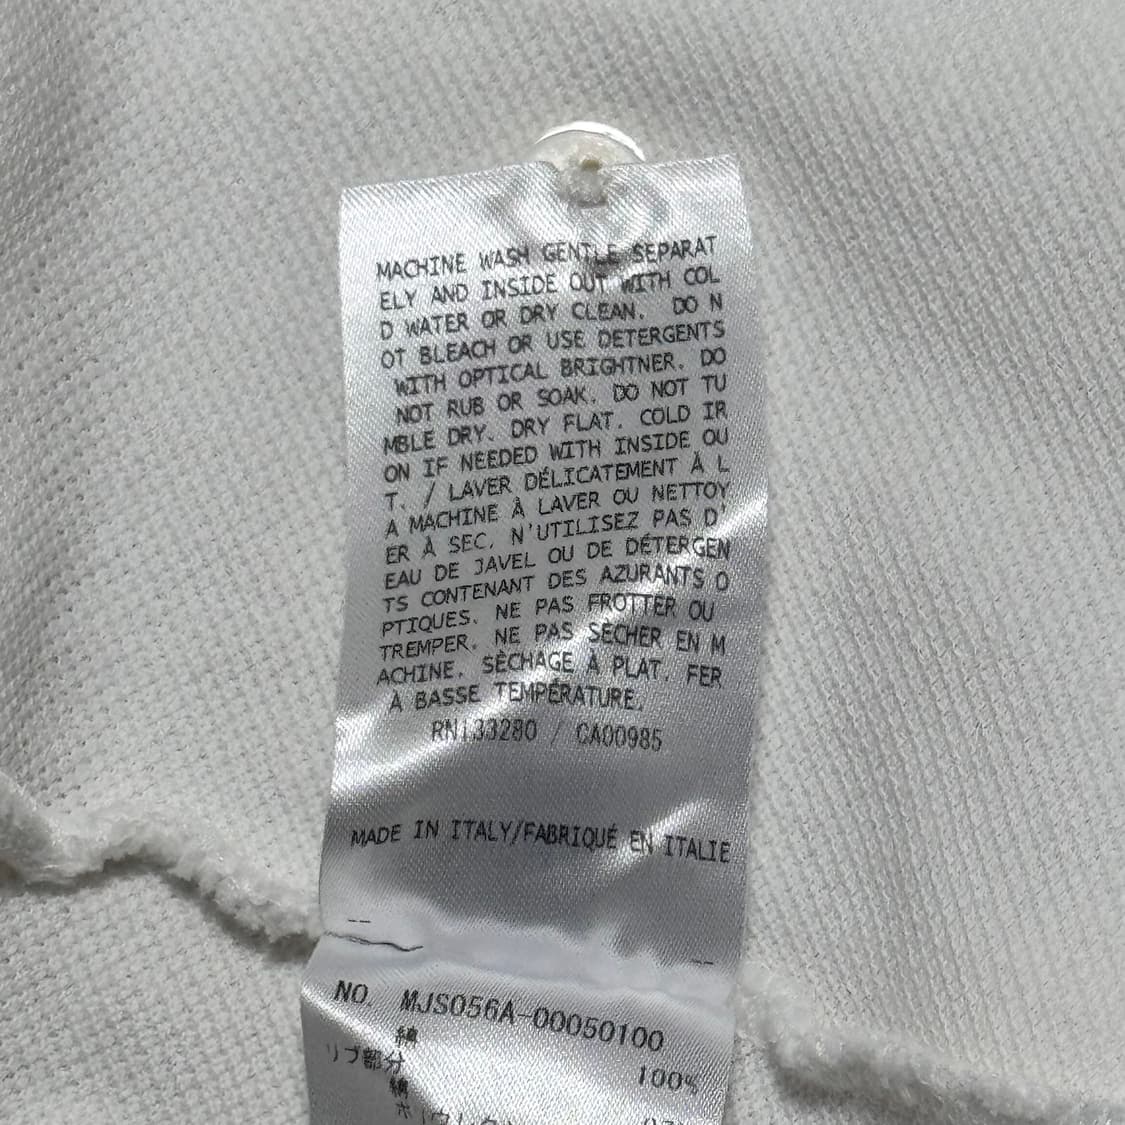 MACHINE WASH GENTLE SEPARAT
ELY AND INSIDE OUT WITH COL
D WATER OR DRY CLEAN. DO N
OT BLEACH OR USE DETERGENTS
WITH OPTICAL BRIGHTNER. DO
NOT RUB OR SOAK. DO NOT TU
MBLE DRY. DRY FLAT. COLD IR
ON IF NEEDED WITH INSIDE OU
T. / LAVER DÉLICATEMENT À L
A MACHINE À LAVER OU NETTOY
ER À SEC. N'UTILISEZ PAS D'
EAU DE JAVEL OU DE DÉTERGEN
TS CONTENANT DES AZURANTS O
PTIQUES. NE PAS FROTTER OU
TREMPER. NE PAS SÉCHER EN M
ACHINE. SÉCHAGE À PLAT. FER
À BASSE TEMPÉRATURE.
RN133280 / CA00985
MADE IN ITALY/FABRIQUÉ EN ITALIE
NO. MJS056A-00050100
綿
100%
リブ部分
綿